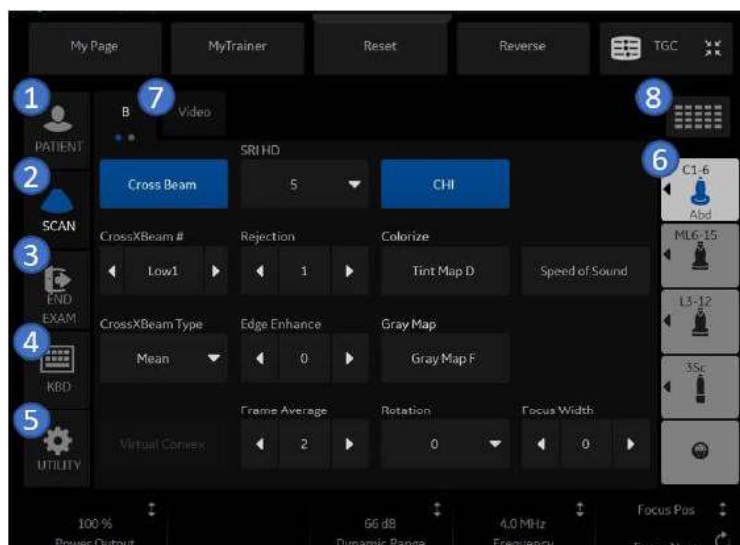 My Page MyTrainer Reset Reverse TGC
1 7 8
B Video
PATIENT
SRI HD 6
2 Cross Beam 5 CHI C1-6
SCAN Abd
CrossXBeam # Rejection Colorize ML6-15
3 Low1 1 Tint Map D Speed of Sound
END
EXAM L3-12
CrossXBeam Type Edge Enhance Gray Map
4 Mean 0 Gray Map F
KBD 3Sc
Frame Average Rotation Focus Width
5 Virtual Convex 2 0 0
UTILITY
Focus Pos
100 % 66 dB 4.0 MHz
Power Output Dynamic Range Frequency